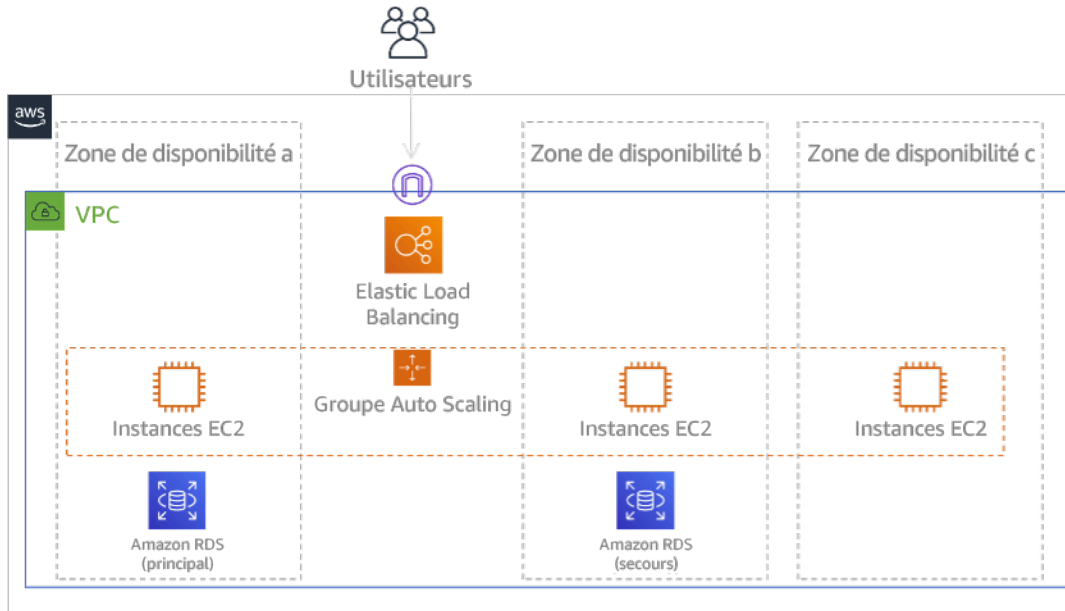 Utilisateurs
aws
Zone de disponibilité a
Zone de disponibilité b
Zone de disponibilité c
VPC
Elastic Load
Balancing
Groupe Auto Scaling
Instances EC2
Instances EC2
Instances EC2
Amazon RDS
(principal)
Amazon RDS
(secours)